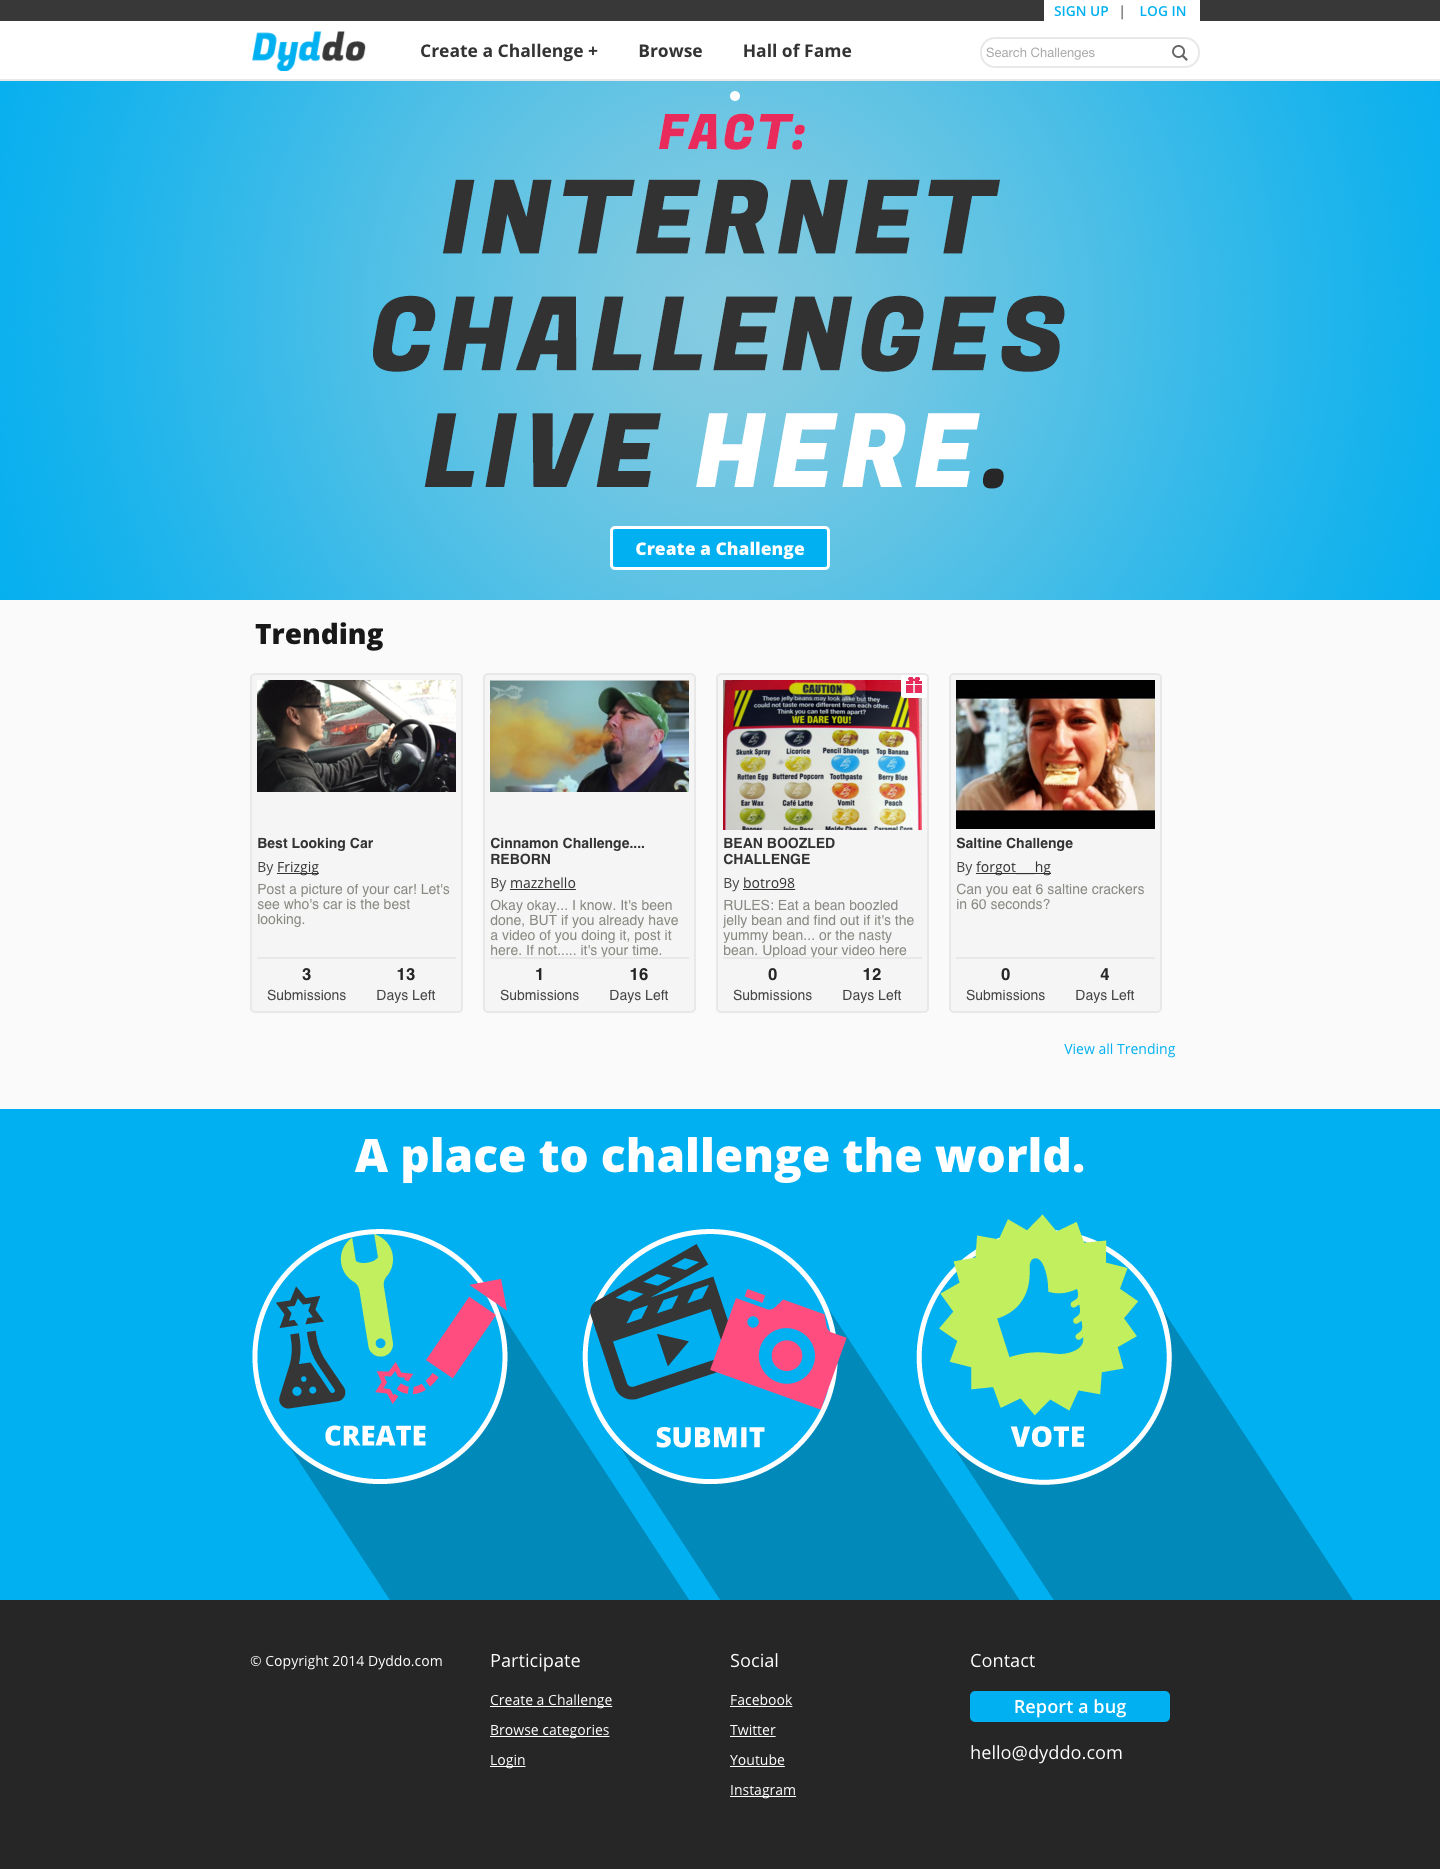 SIGN UP | LOG IN
Dyddo
Create a Challenge +
Browse
Hall of Fame
Search Challenges
FACT:
INTERNET
CHALLENGES
LIVE HERE.
Create a Challenge
Trending
Best Looking Car
By Frizgig
Post a picture of your car! Let's
see who's car is the best
looking.
3
13
Submissions
Days Left
Cinnamon Challenge....
REBORN
By mazzhello
Okay okay... I know. It's been
done, BUT if you already have
a video of you doing it, post it
here. If not..... it's your time.
1
16
Submissions
Days Left
CAUTION
These jelly beans may look alike but they
could not taste more different from each other.
Think you can tell them apart?
WE DARE YOU!
Skunk Spray
Licorice
Pencil Shavings
Top Banana
Rotten Egg
Buttered Popcorn
Toothpaste
Berry Blue
Ear Wax
Café Latte
Vomit
Peach
Booger
Juicy Pear
Moldy Cheese
Caramel Corn
BEAN BOOZLED
CHALLENGE
By botro98
RULES: Eat a bean boozled
jelly bean and find out if it's the
yummy bean... or the nasty
bean. Upload your video here
0
12
Submissions
Days Left
Saltine Challenge
By forgot__hg
Can you eat 6 saltine crackers
in 60 seconds?
0
4
Submissions
Days Left
View all Trending
A place to challenge the world.
CREATE
SUBMIT
VOTE
© Copyright 2014 Dyddo.com
Participate
Create a Challenge
Browse categories
Login
Social
Facebook
Twitter
Youtube
Instagram
Contact
Report a bug
hello@dyddo.com